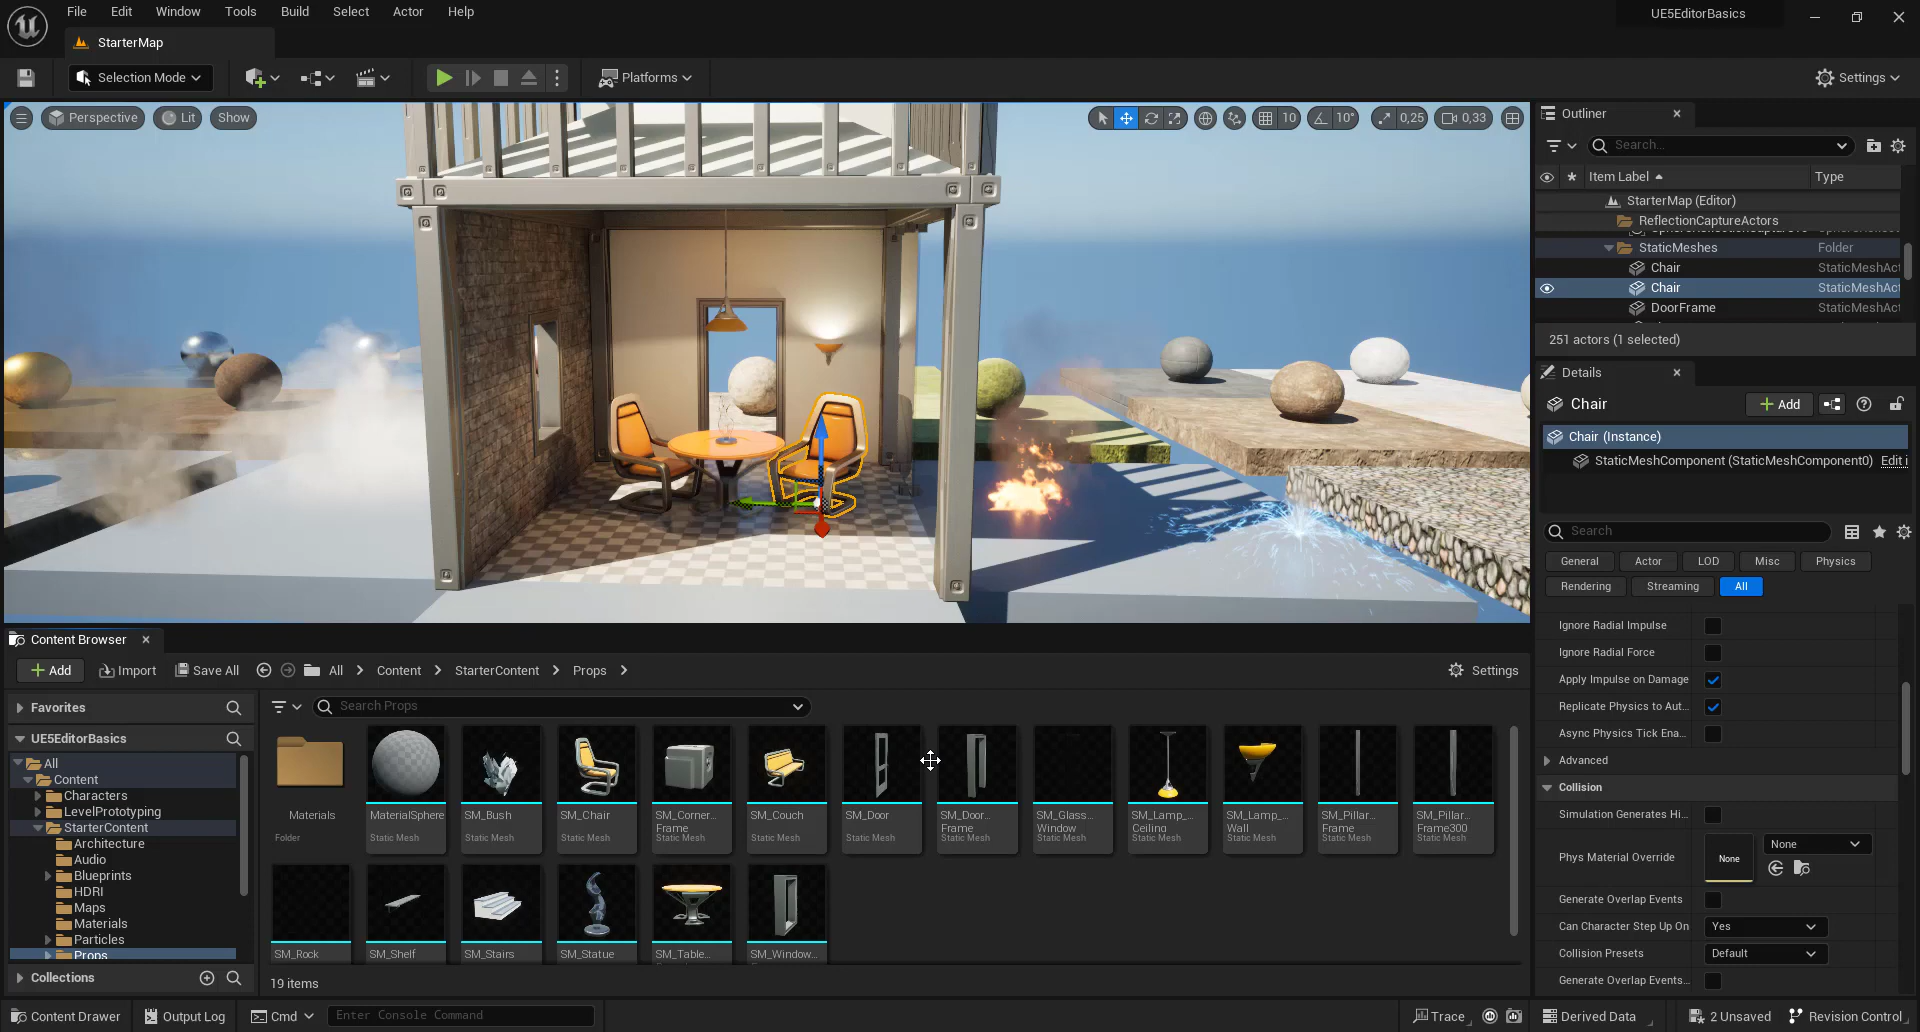 File Edit Window Tools Build Select Actor Help
UE5EditorBasics
StarterMap
Selection Mode
Platforms
Settings
Perspective Lit Show
10 10° 0,25 0,33
Outliner
Search...
Item Label Type
StarterMap (Editor)
ReflectionCaptureActors
StaticMeshes Folder
Chair StaticMeshAct
Chair StaticMeshAct
DoorFrame StaticMeshAct
251 actors (1 selected)
Details
Chair
Add
Chair (Instance)
StaticMeshComponent (StaticMeshComponent0) Edit i
Search
General Actor LOD Misc Physics
Rendering Streaming All
Ignore Radial Impulse
Ignore Radial Force
Apply Impulse on Damage
Replicate Physics to Aut...
Async Physics Tick Ena...
Advanced
Collision
Simulation Generates Hi...
Phys Material Override None None
Generate Overlap Events
Can Character Step Up On Yes
Collision Presets Default
Generate Overlap Events...
Content Browser
Add Import Save All All Content StarterContent Props Settings
Favorites
UE5EditorBasics
All
Content
Characters
LevelPrototyping
StarterContent
Architecture
Audio
Blueprints
HDRI
Maps
Materials
Particles
Props
Collections
Search Props
Materials
Folder
MaterialSphere
Static Mesh
SM_Bush
Static Mesh
SM_Chair
Static Mesh
SM_Corner...
Frame
Static Mesh
SM_Couch
Static Mesh
SM_Door
Static Mesh
SM_Door...
Frame
Static Mesh
SM_Glass...
Window
Static Mesh
SM_Lamp_...
Ceiling
Static Mesh
SM_Lamp_...
Wall
Static Mesh
SM_Pillar...
Frame
Static Mesh
SM_Pillar...
Frame300
Static Mesh
SM_Rock
SM_Shelf
SM_Stairs
SM_Statue
SM_Table...
SM_Window...
19 items
Content Drawer Output Log Cmd Enter Console Command
Trace Derived Data 2 Unsaved Revision Control